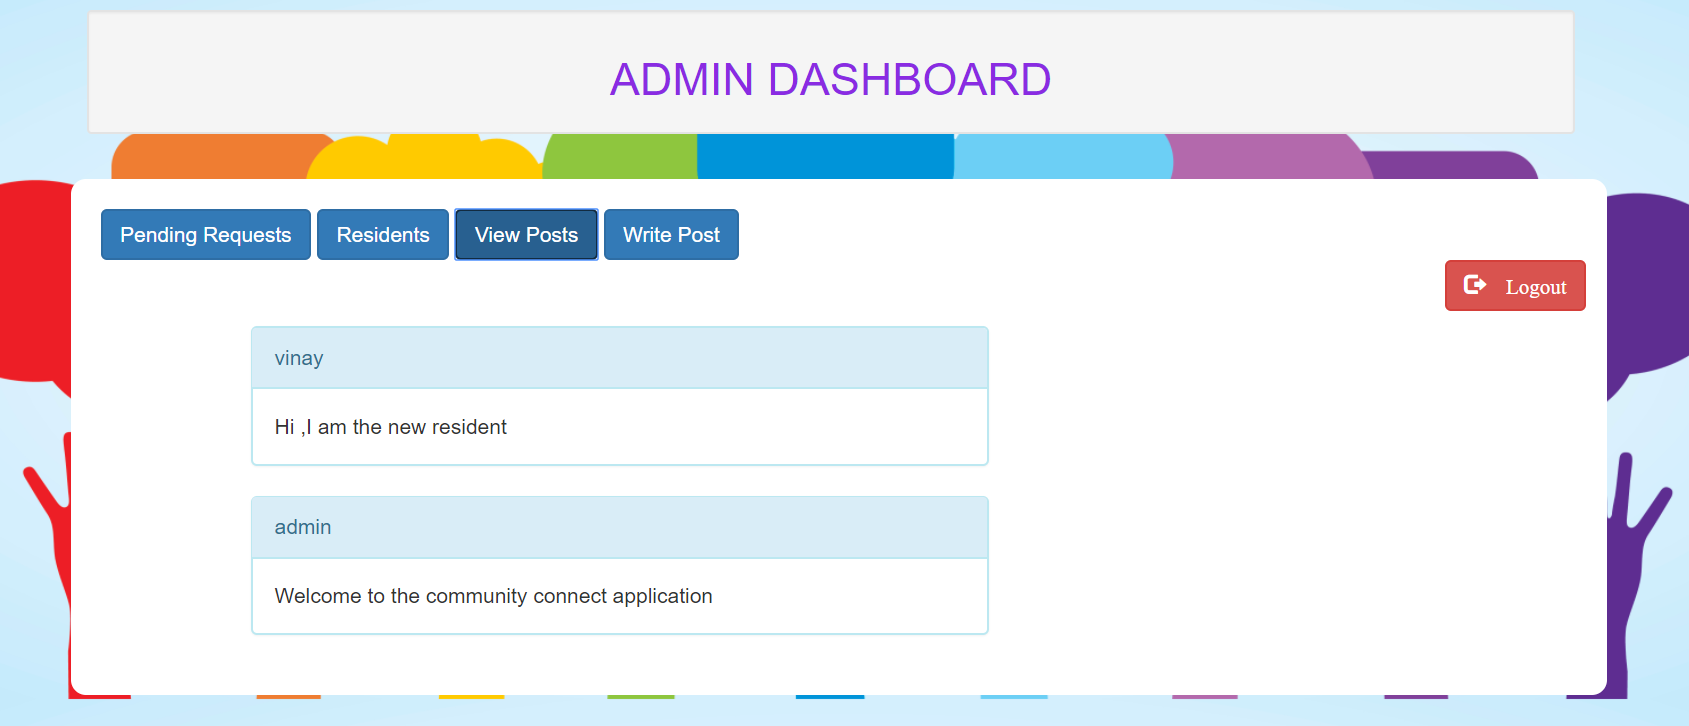 ADMIN DASHBOARD
Pending Requests Residents View Posts Write Post
Logout
vinay
Hi ,I am the new resident
admin
Welcome to the community connect application